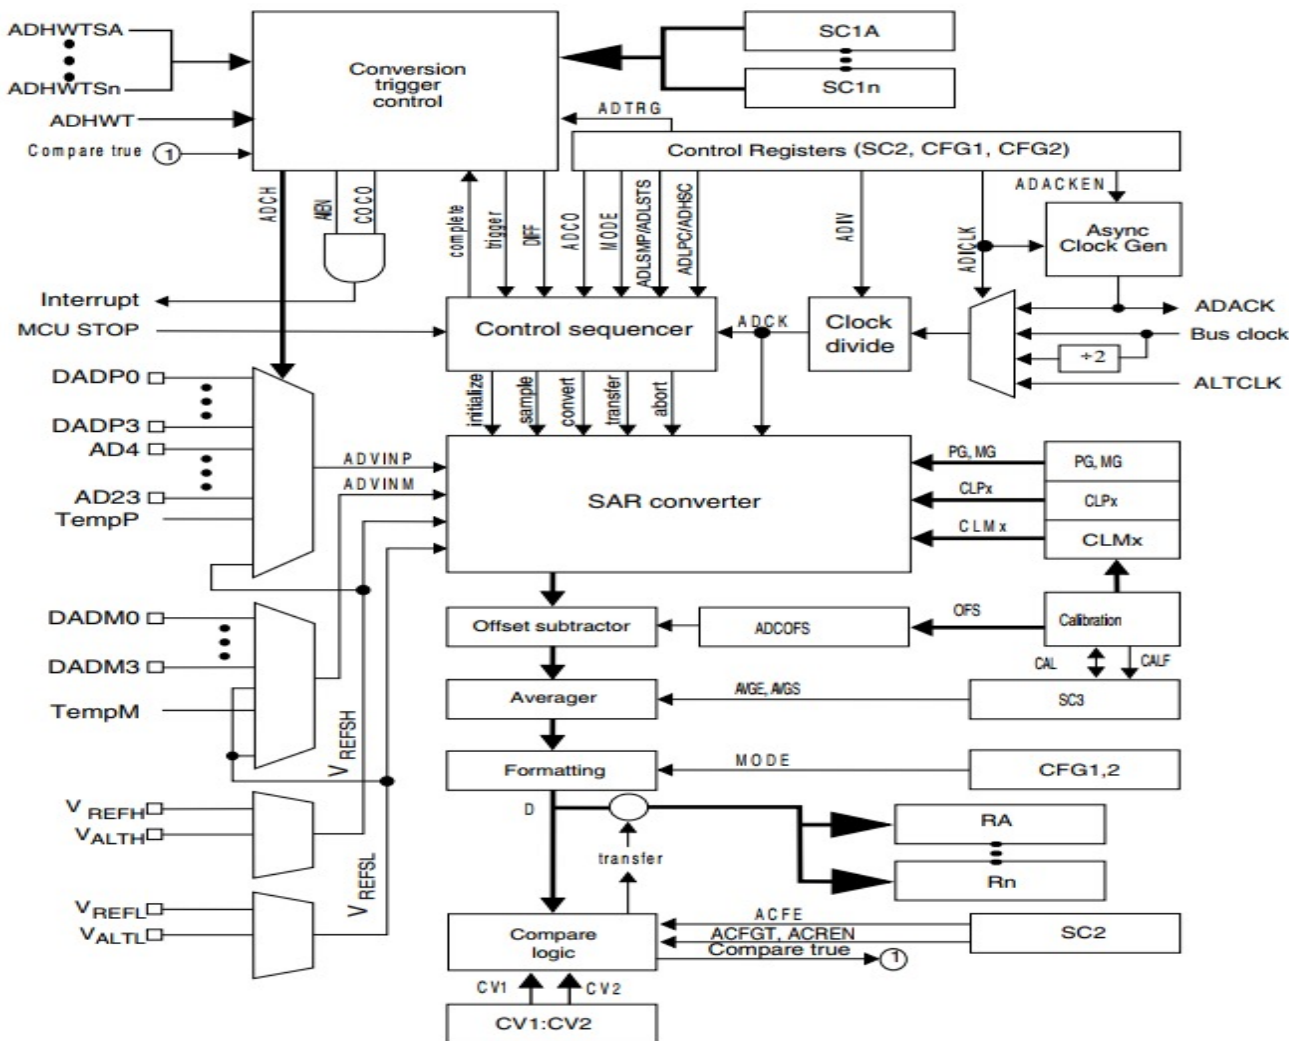 ADHWTSA
ADHWTSn
ADHWT
Compare true 1
Conversion
trigger
control
SC1A
SC1n
ADTRG
Control Registers (SC2, CFG1, CFG2)
ADCH
AIEN
COCO
complete
trigger
DIFF
ADCO
MODE
ADLSMP/ADLSTS
ADLPC/ADHSC
ADIV
ADICLK
ADACKEN
Async
Clock Gen
Interrupt
MCU STOP
Control sequencer
ADCK
Clock
divide
ADACK
Bus clock
÷2
ALTCLK
initialize
sample
convert
transfer
abort
DADP0
DADP3
AD4
AD23
TempP
ADVINP
ADVINM
SAR converter
PG, MG
PG, MG
CLPx
CLPx
CLMx
CLMx
DADM0
DADM3
TempM
Offset subtractor
ADCOFS
OFS
Calibration
CAL
CALF
Averager
AVGE, AVGS
SC3
VREFSH
Formatting
MODE
CFG1,2
D
VREFH
VALTH
transfer
RA
Rn
VREFSL
VREFL
VALTL
Compare
logic
ACFE
ACFGT, ACREN
Compare true 1
SC2
CV1
CV2
CV1:CV2